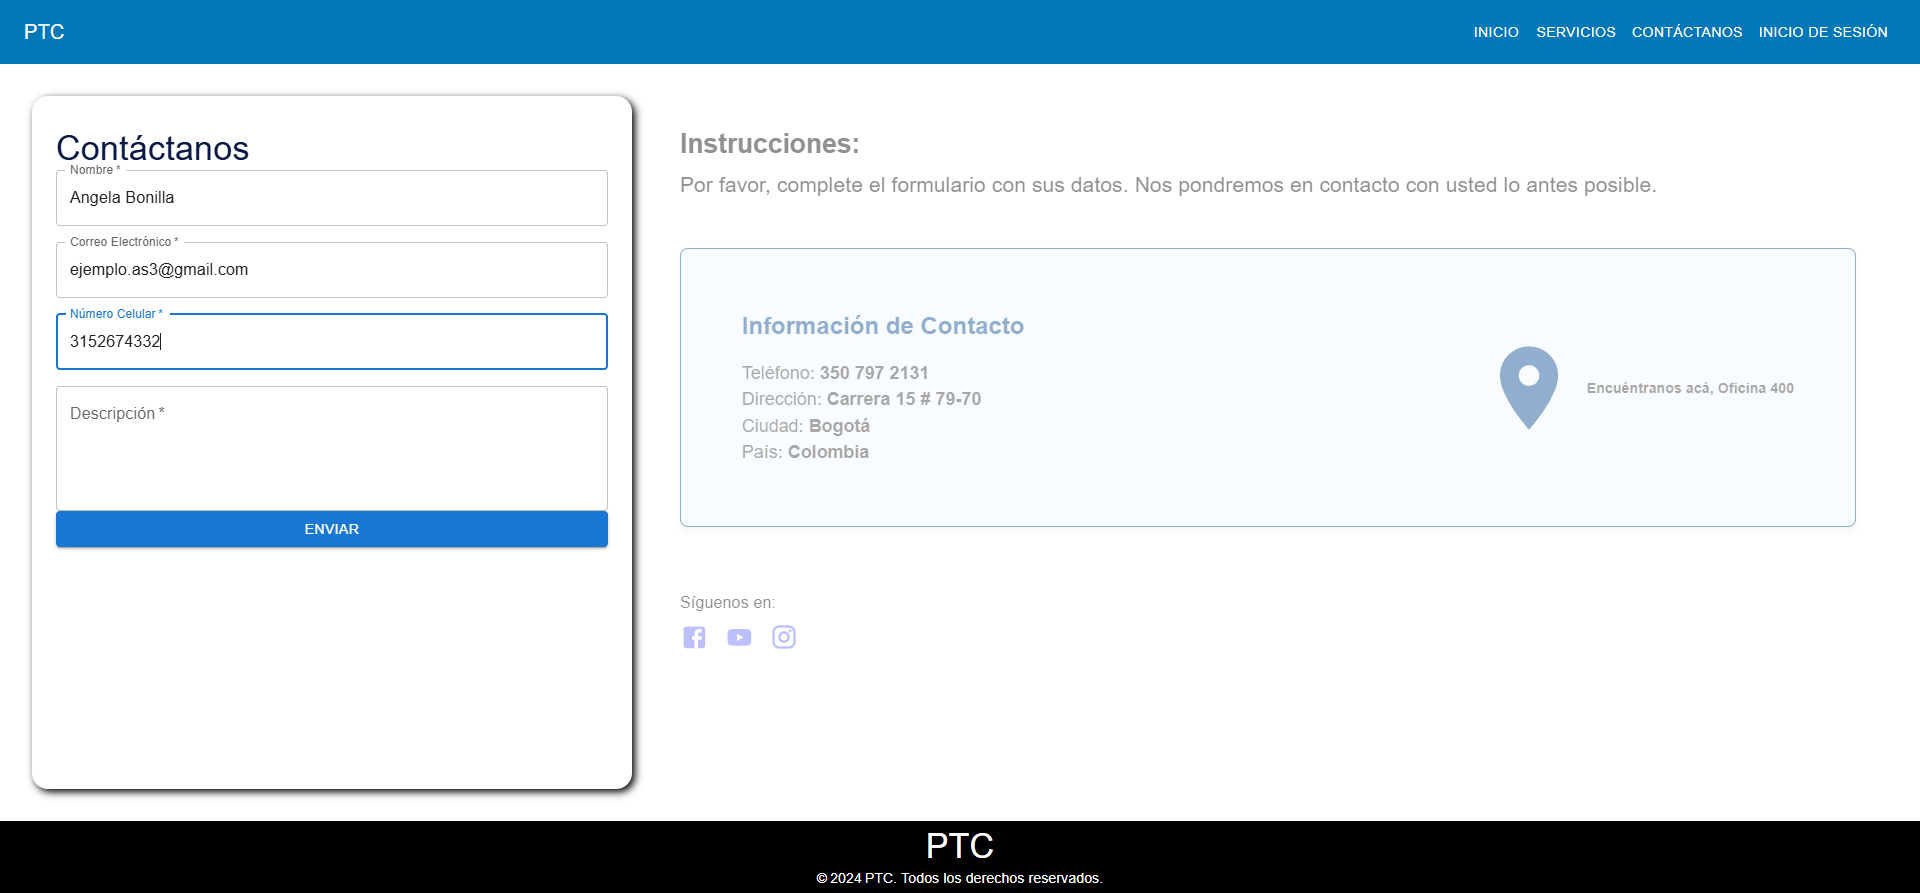 PTC
INICIO SERVICIOS CONTÁCTANOS INICIO DE SESIÓN
Contáctanos
Nombre *
Angela Bonilla
Correo Electrónico *
ejemplo.as3@gmail.com
Número Celular *
3152674332
Descripción *
ENVIAR
Instrucciones:
Por favor, complete el formulario con sus datos. Nos pondremos en contacto con usted lo antes posible.
Información de Contacto
Teléfono: 350 797 2131
Dirección: Carrera 15 # 79-70
Ciudad: Bogotá
País: Colombia
Encuéntranos acá, Oficina 400
Síguenos en:
PTC
© 2024 PTC. Todos los derechos reservados.